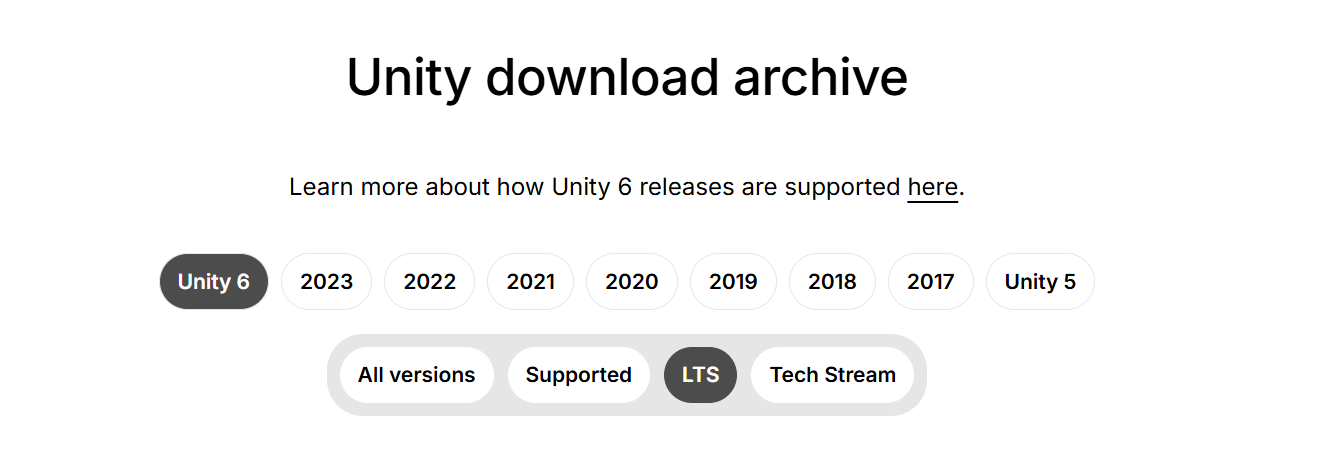 Unity download archive
Learn more about how Unity 6 releases are supported here.
Unity 6 2023 2022 2021 2020 2019 2018 2017 Unity 5
All versions Supported LTS Tech Stream